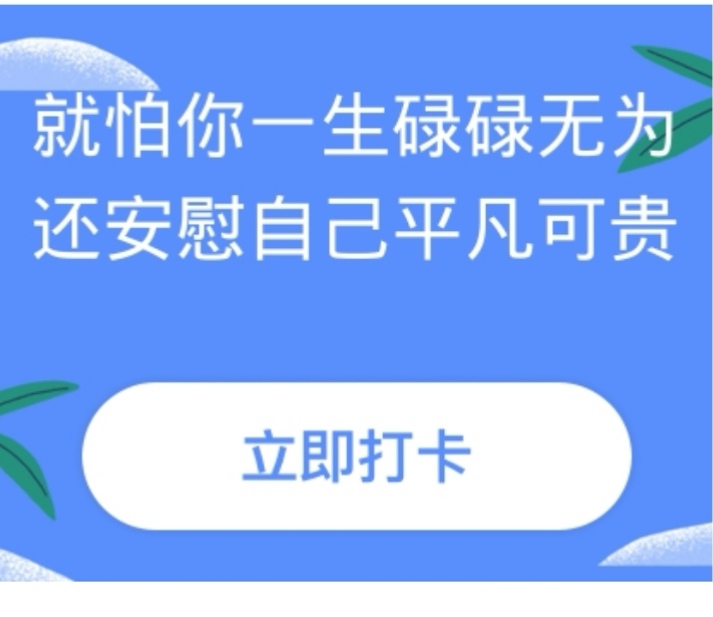 就怕你一生碌碌无为
还安慰自己平凡可贵
立即打卡